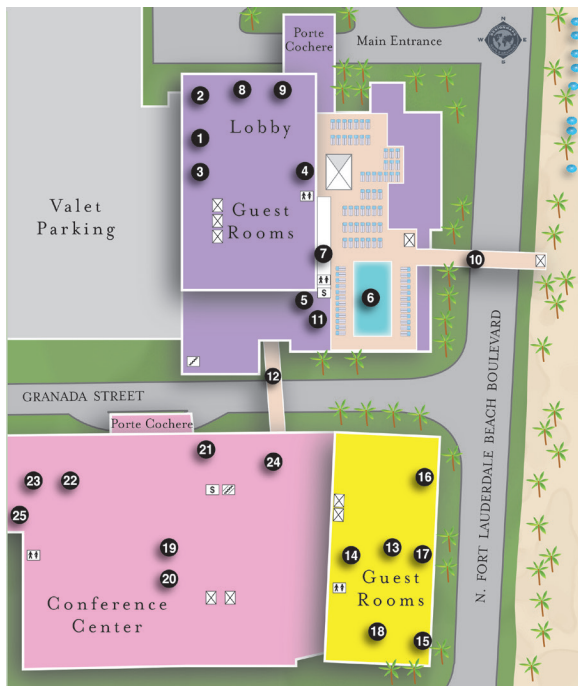 Porte
Cochere
Main Entrance
N
W
E
S
2
8
9
1
Lobby
3
4
Valet
Parking
Guest
Rooms
7
10
S
5
6
11
12
GRANADA STREET
N. FORT LAUDERDALE BEACH BOULEVARD
Porte Cochere
21
24
23
22
16
S
25
19
14
13
17
20
Guest
Rooms
Conference
Center
18
15